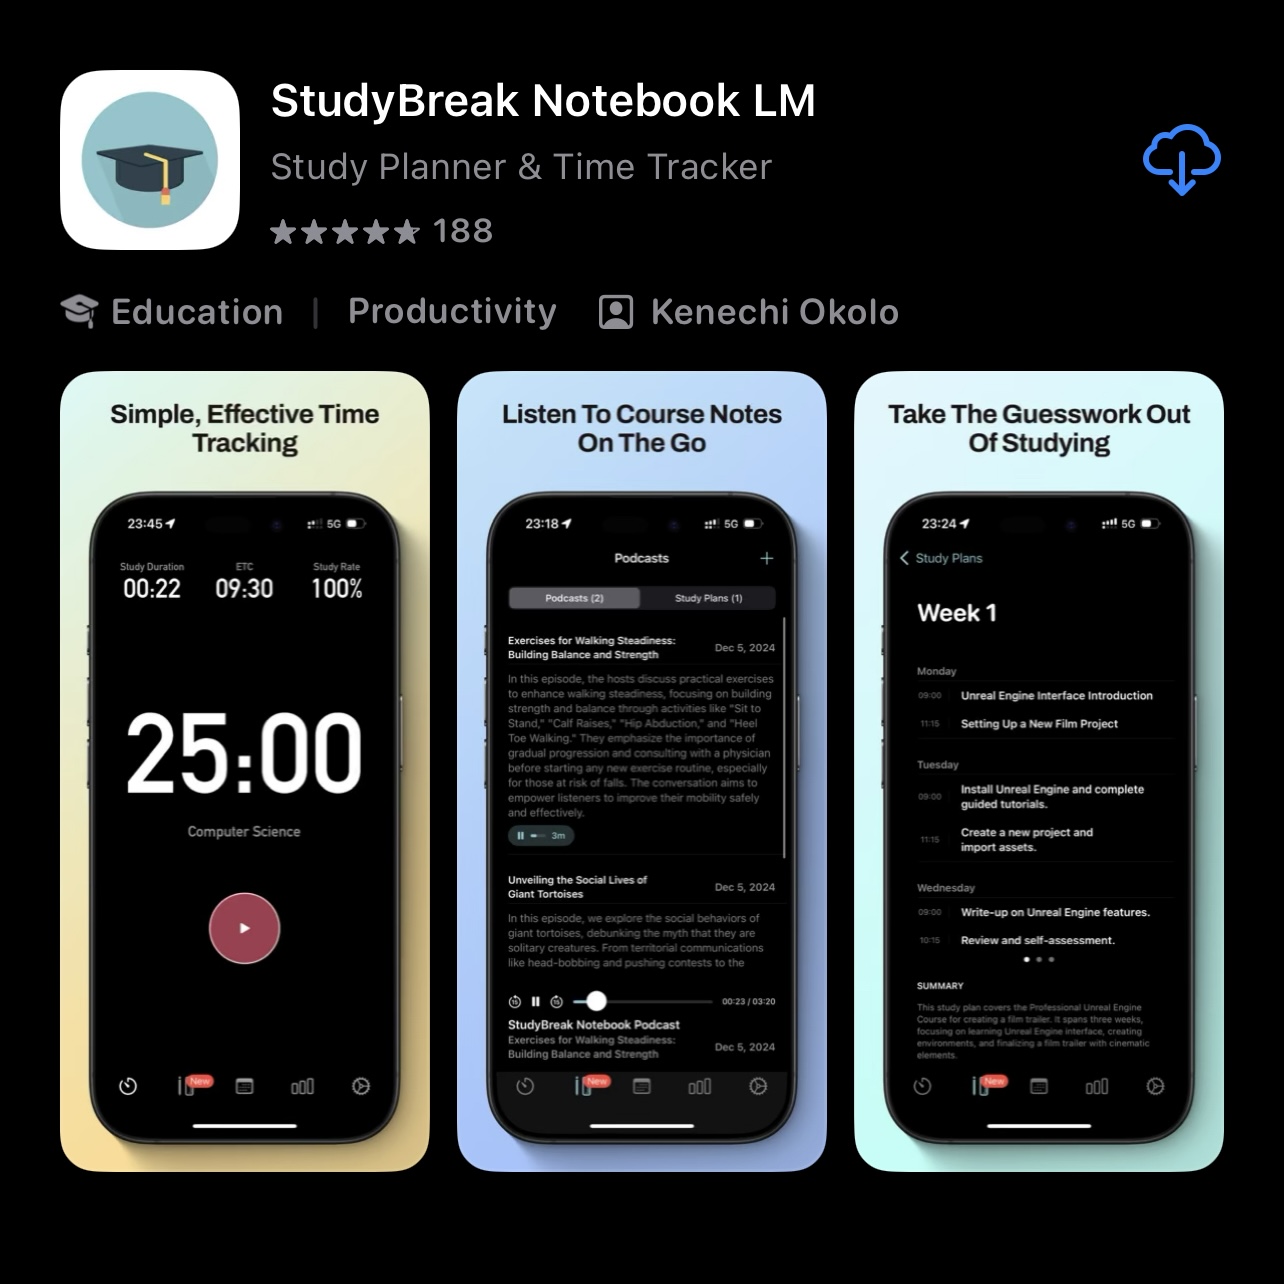 StudyBreak Notebook LM
Study Planner & Time Tracker
188
Education | Productivity Kenechi Okolo
Simple, Effective Time
Tracking
23:45 5G
Study Duration ETC Study Rate
00:22 09:30 100%
25:00
Computer Science
New
Listen To Course Notes
On The Go
23:18 5G
Podcasts +
Podcasts (2) Study Plans (1)
Exercises for Walking Steadiness:
Building Balance and Strength
Dec 5, 2024
In this episode, the hosts discuss practical exercises
to enhance walking steadiness, focusing on building
strength and balance through activities like "Sit to
Stand," "Calf Raises," "Hip Abduction," and "Heel
Toe Walking." They emphasize the importance of
gradual progression and consulting with a physician
before starting any new exercise routine, especially
for those at risk of falls. The conversation aims to
empower listeners to improve their mobility safely
and effectively.
3m
Unveiling the Social Lives of
Giant Tortoises
Dec 5, 2024
In this episode, we explore the social behaviors of
giant tortoises, debunking the myth that they are
solitary creatures. From territorial communications
like head-bobbing and pushing contests to the
15 15 00:23 / 03:20
StudyBreak Notebook Podcast
Exercises for Walking Steadiness:
Building Balance and Strength
Dec 5, 2024
New
Take The Guesswork Out
Of Studying
23:24 5G
Study Plans
Week 1
Monday
09:00 Unreal Engine Interface Introduction
11:15 Setting Up a New Film Project
Tuesday
09:00 Install Unreal Engine and complete
guided tutorials.
11:15 Create a new project and
import assets.
Wednesday
09:00 Write-up on Unreal Engine features.
10:15 Review and self-assessment.
SUMMARY
This study plan covers the Professional Unreal Engine
Course for creating a film trailer. It spans three weeks,
focusing on learning Unreal Engine interface, creating
environments, and finalizing a film trailer with cinematic
elements.
New